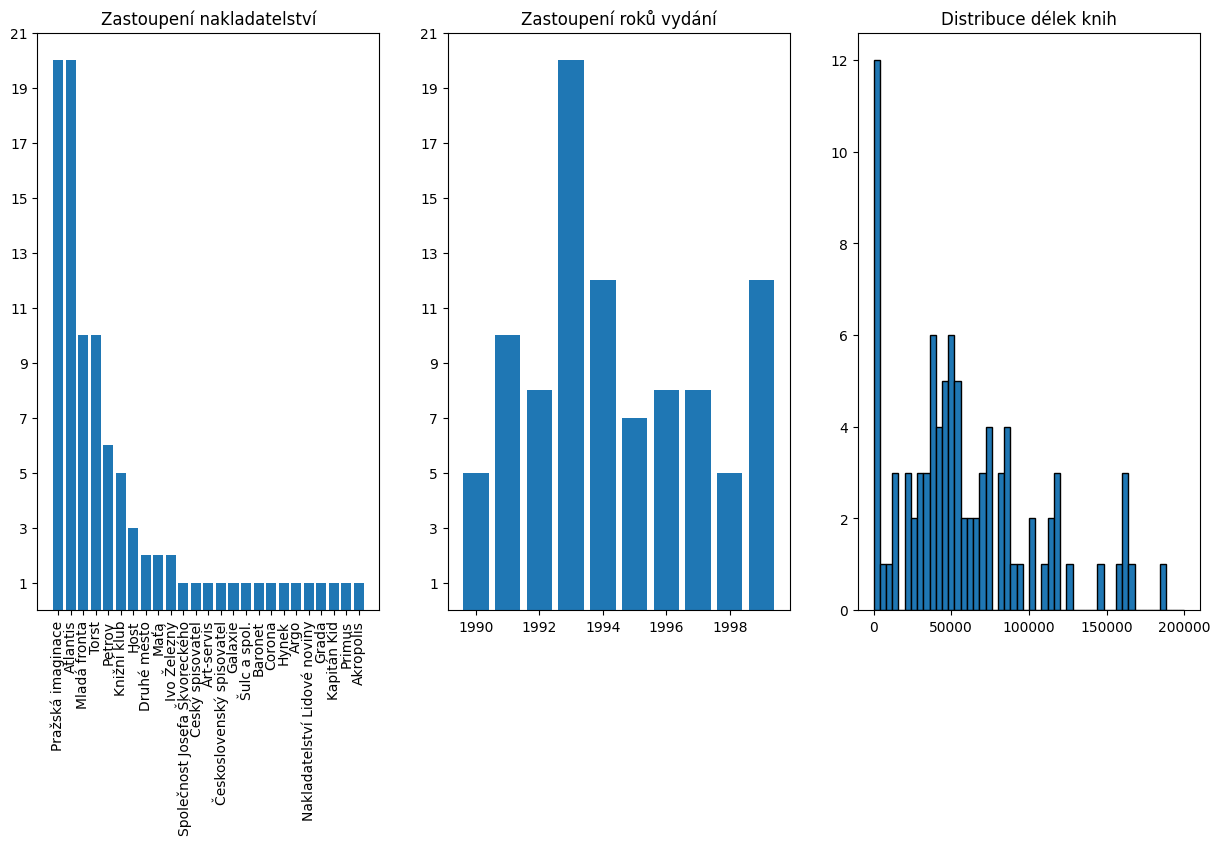 Zastoupení nakladatelství
21
19
17
15
13
11
9
7
5
3
1
Pražská imaginace
Atlantis
Mladá fronta
Torst
Petrov
Knižní klub
Host
Druhé město
Maťa
Ivo Železný
Společnost Josefa Škvoreckého
Český spisovatel
Art-servis
Československý spisovatel
Galaxie
Šulc a spol.
Baronet
Corona
Hynek
Argo
Nakladatelství Lidové noviny
Grada
Kapitán Kid
Primus
Akropolis
Zastoupení roků vydání
21
19
17
15
13
11
9
7
5
3
1
1990 1992 1994 1996 1998
Distribuce délek knih
12
10
8
6
4
2
0
0 50000 100000 150000 200000